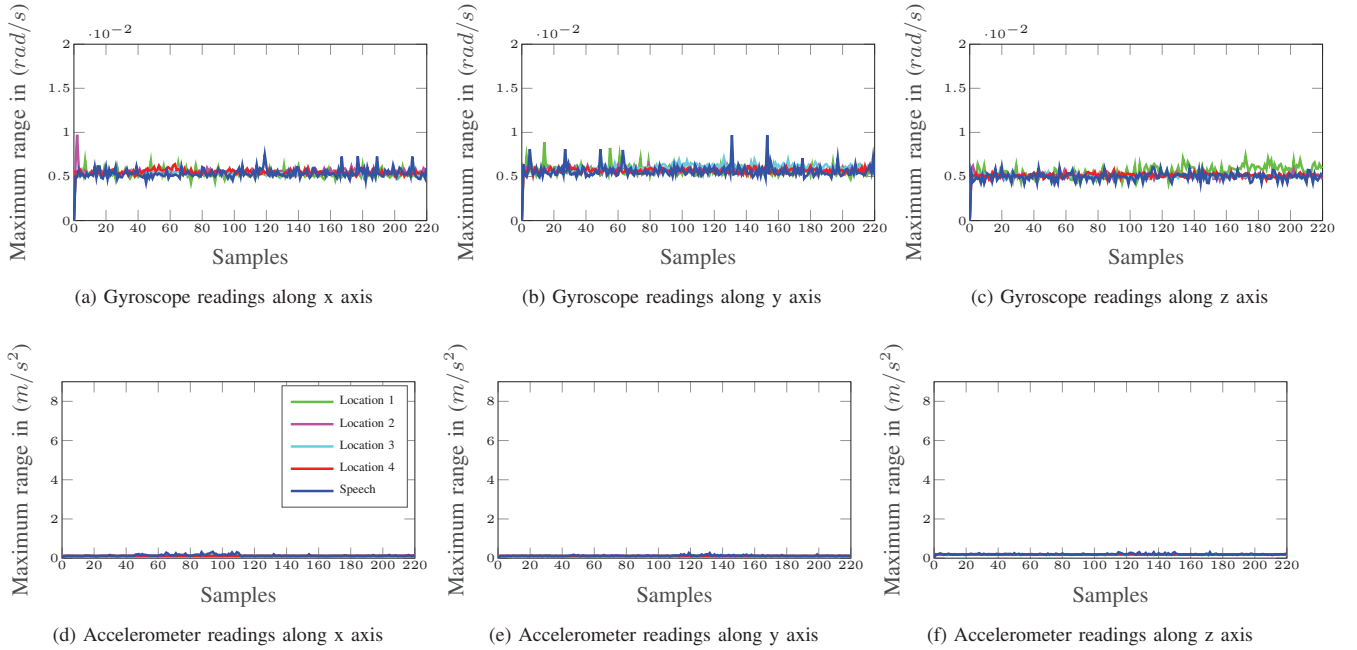 ·10−2
·10−2
·10−2
Maximum range in (rad/s)
2
1.5
1
0.5
0
0 20 40 60 80 100 120 140 160 180 200 220
Samples
(a) Gyroscope readings along x axis
Maximum range in (rad/s)
2
1.5
1
0.5
0
0 20 40 60 80 100 120 140 160 180 200 220
Samples
(b) Gyroscope readings along y axis
Maximum range in (rad/s)
2
1.5
1
0.5
0
0 20 40 60 80 100 120 140 160 180 200 220
Samples
(c) Gyroscope readings along z axis
Maximum range in (m/s²)
8
6
4
2
0
Location 1
Location 2
Location 3
Location 4
Speech
0 20 40 60 80 100 120 140 160 180 200 220
Samples
(d) Accelerometer readings along x axis
Maximum range in (m/s²)
8
6
4
2
0
0 20 40 60 80 100 120 140 160 180 200 220
Samples
(e) Accelerometer readings along y axis
Maximum range in (m/s²)
8
6
4
2
0
0 20 40 60 80 100 120 140 160 180 200 220
Samples
(f) Accelerometer readings along z axis